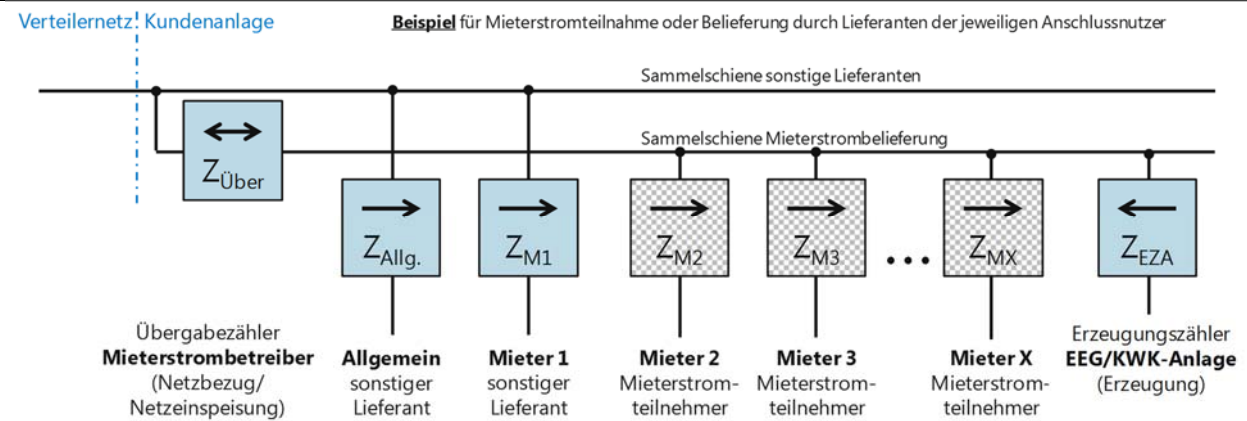 Verteilernetz Kundenanlage
Beispiel für Mieterstromteilnahme oder Belieferung durch Lieferanten der jeweiligen Anschlussnutzer
Sammelschiene sonstige Lieferanten
Sammelschiene Mieterstrombelieferung
ZÜber
ZAllg.
ZM1
ZM2
ZM3
...
ZMX
ZEZA
Übergabezähler
Mieterstrombetreiber
(Netzbezug/
Netzeinspeisung)
Allgemein
sonstiger
Lieferant
Mieter 1
sonstiger
Lieferant
Mieter 2
Mieterstrom-
teilnehmer
Mieter 3
Mieterstrom-
teilnehmer
Mieter X
Mieterstrom-
teilnehmer
Erzeugungszähler
EEG/KWK-Anlage
(Erzeugung)